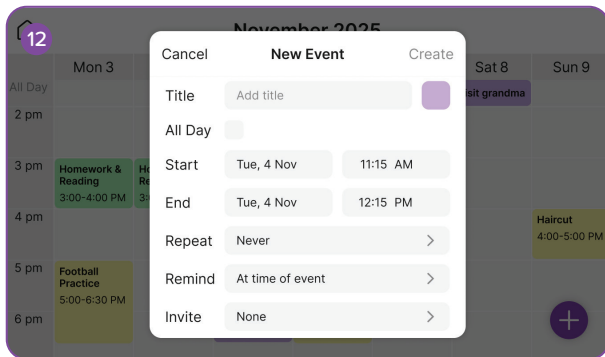 12
November 2025
Mon 3
Sat 8
Sun 9
All Day
isit grandma
2 pm
3 pm
4 pm
5 pm
6 pm
Homework &
Reading
3:00-4:00 PM
Ho
Re
3:
Football
Practice
5:00-6:30 PM
Haircut
4:00-5:00 PM
Cancel
New Event
Create
Title
Add title
All Day
Start
Tue, 4 Nov
11:15 AM
End
Tue, 4 Nov
12:15 PM
Repeat
Never
Remind
At time of event
Invite
None